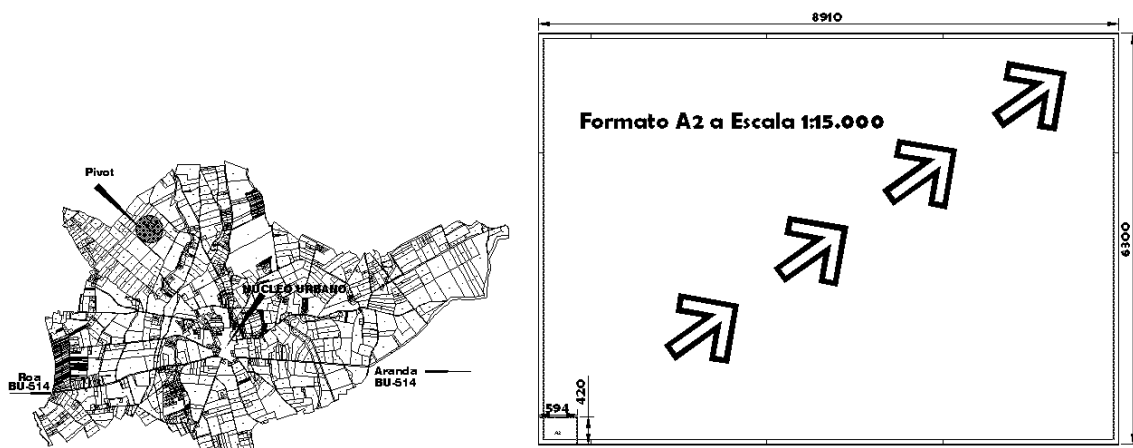 Pivot
NUCLEO URBANO
Roa
BU-514
Aranda
BU-514
8910
Formato A2 a Escala 1:15.000
6300
594
420
A2